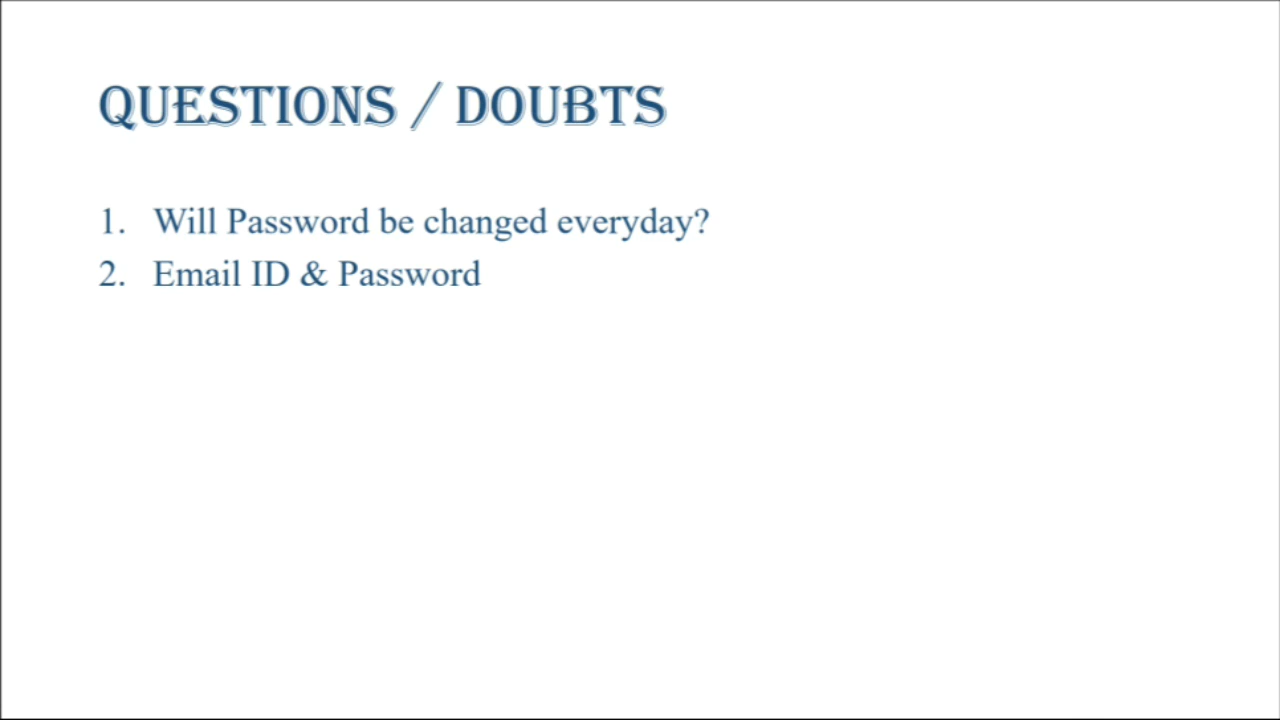 QUESTIONS / DOUBTS
1. Will Password be changed everyday?
2. Email ID & Password